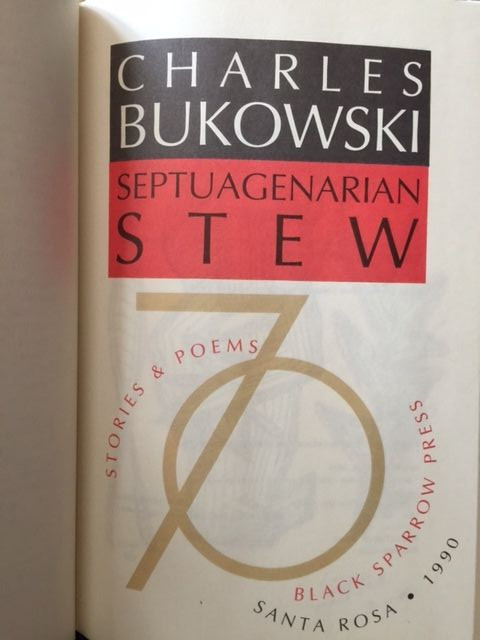 CHARLES
BUKOWSKI
SEPTUAGENARIAN
STEW
70
STORIES & POEMS
BLACK SPARROW PRESS
SANTA ROSA • 1990